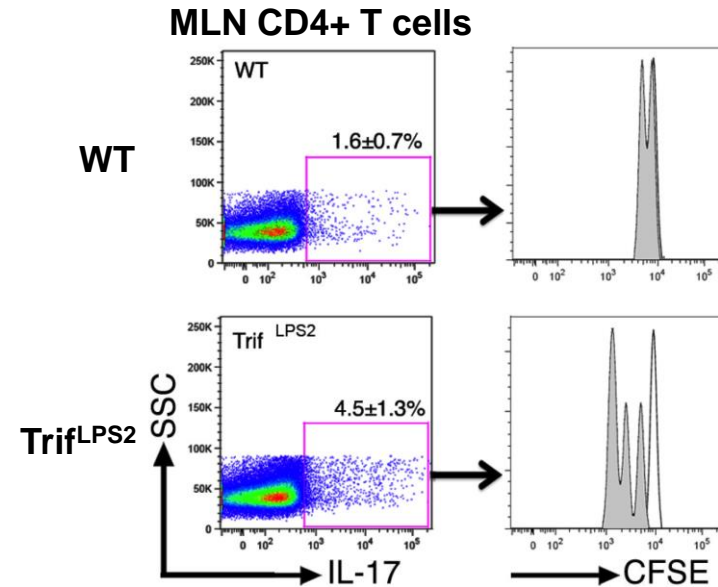 MLN CD4+ T cells
WT
250K
200K
150K
100K
50K
0
WT
1.6±0.7%
0 10² 10³ 10⁴ 10⁵
0 10² 10³ 10⁴ 10⁵
Trif^LPS2
SSC
250K
200K
150K
100K
50K
0
Trif LPS2
4.5±1.3%
0 10² 10³ 10⁴ 10⁵
0 10² 10³ 10⁴ 10⁵
IL-17
CFSE